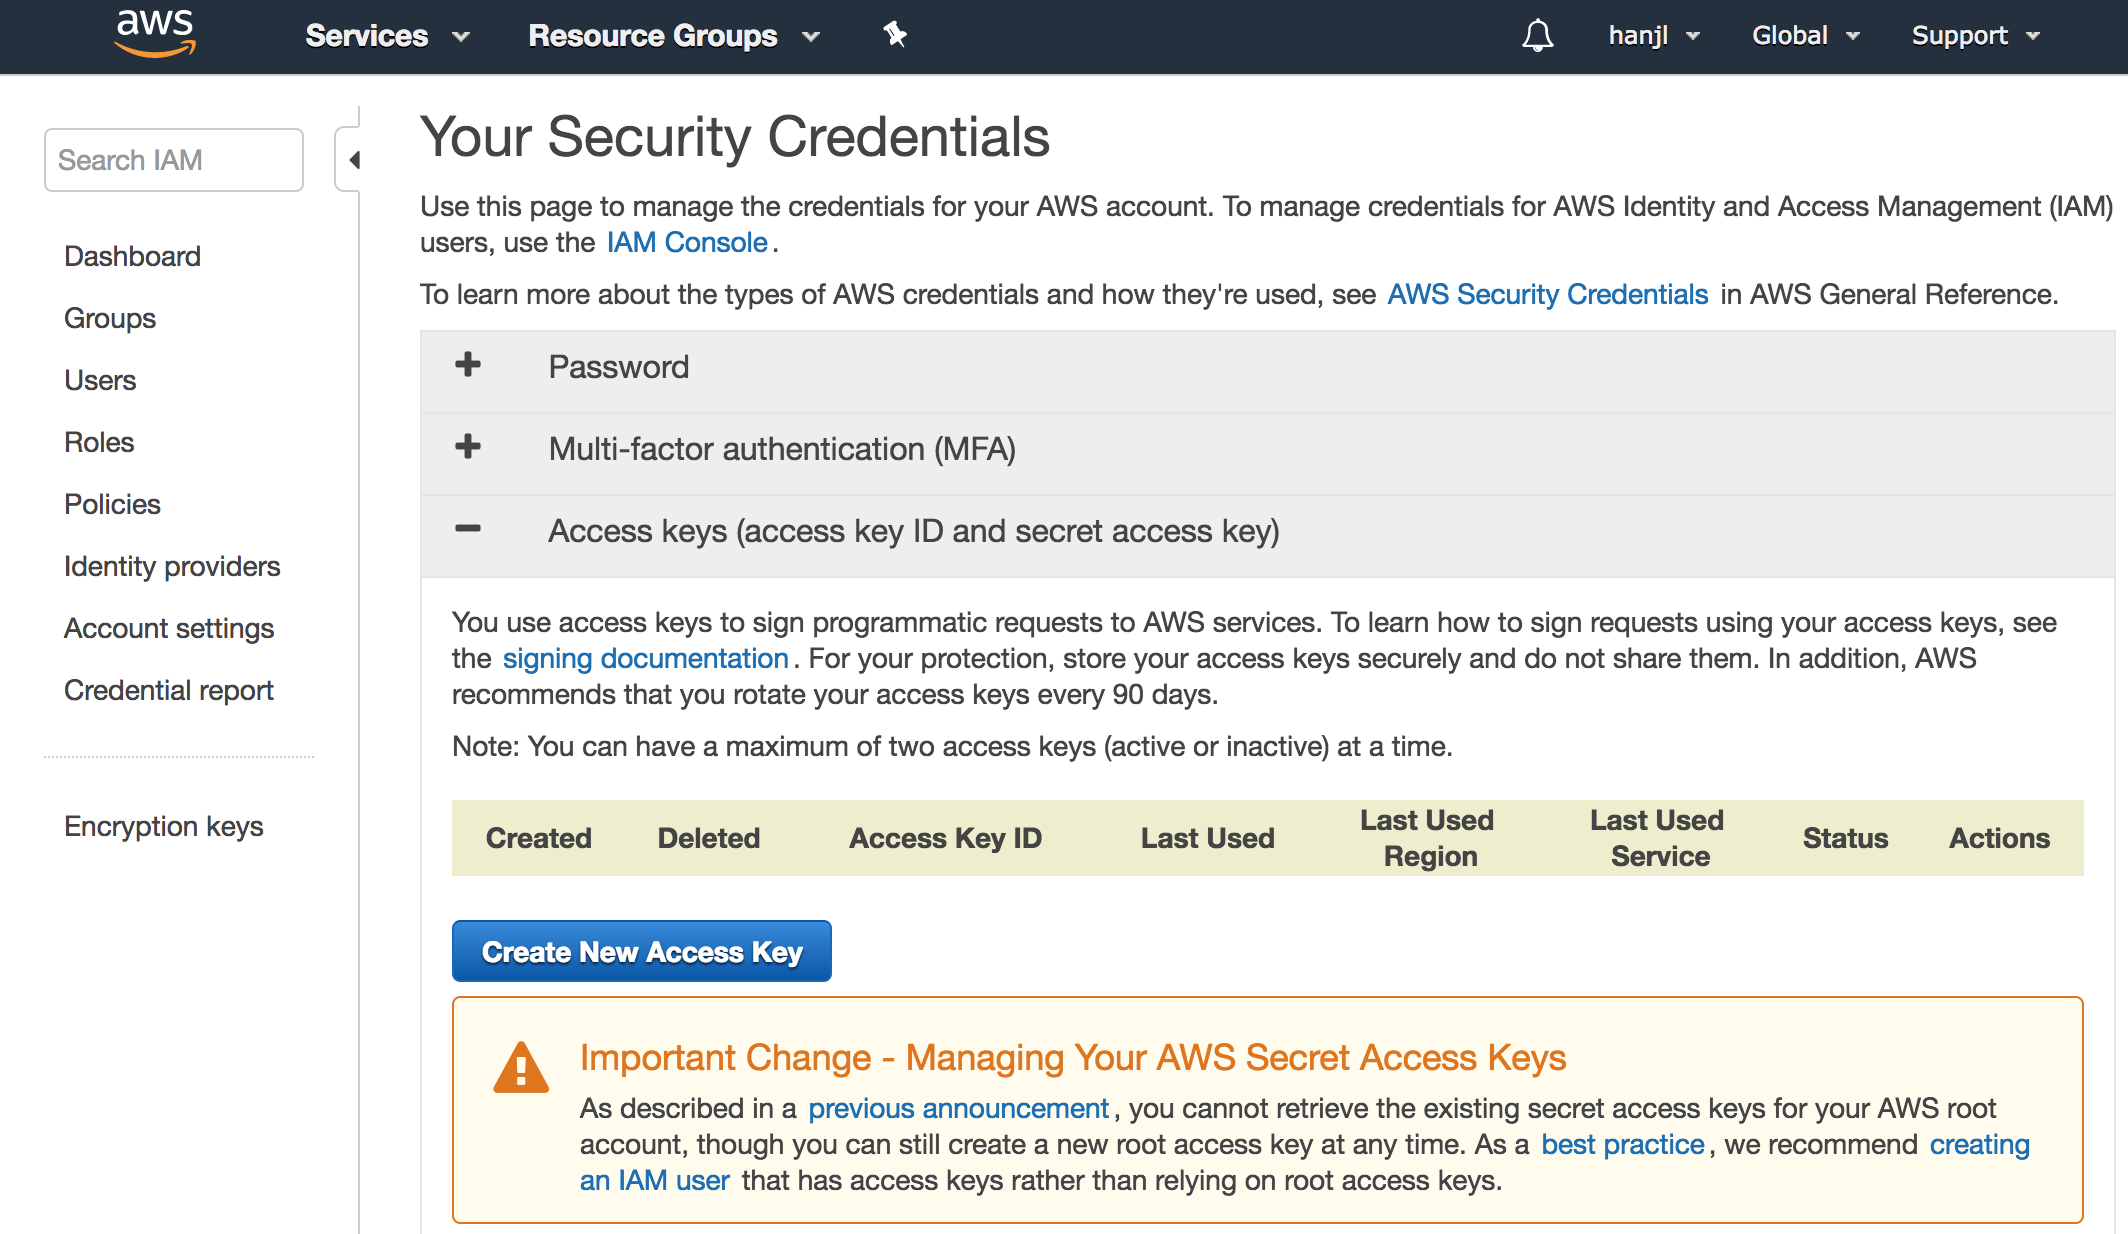 aws
Services
Resource Groups
hanjl
Global
Support
Search IAM
Dashboard
Groups
Users
Roles
Policies
Identity providers
Account settings
Credential report
Encryption keys
Your Security Credentials
Use this page to manage the credentials for your AWS account. To manage credentials for AWS Identity and Access Management (IAM)
users, use the IAM Console.
To learn more about the types of AWS credentials and how they're used, see AWS Security Credentials in AWS General Reference.
Password
Multi-factor authentication (MFA)
Access keys (access key ID and secret access key)
You use access keys to sign programmatic requests to AWS services. To learn how to sign requests using your access keys, see
the signing documentation. For your protection, store your access keys securely and do not share them. In addition, AWS
recommends that you rotate your access keys every 90 days.
Note: You can have a maximum of two access keys (active or inactive) at a time.
Created Deleted Access Key ID Last Used Last Used Region Last Used Service Status Actions
Create New Access Key
Important Change - Managing Your AWS Secret Access Keys
As described in a previous announcement, you cannot retrieve the existing secret access keys for your AWS root
account, though you can still create a new root access key at any time. As a best practice, we recommend creating
an IAM user that has access keys rather than relying on root access keys.